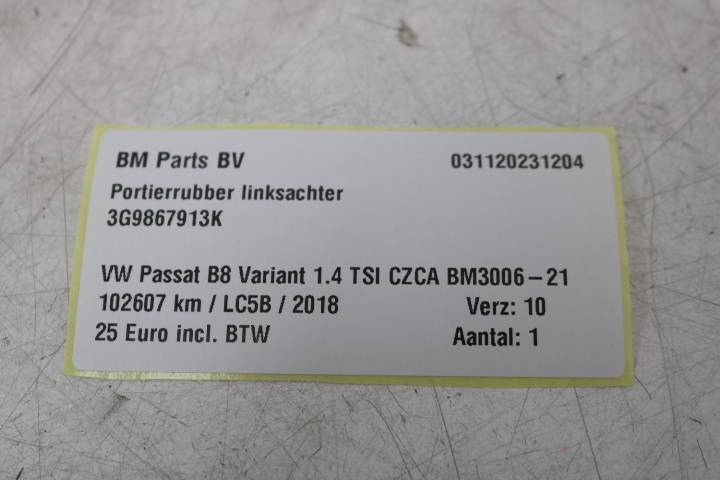 BM Parts BV 031120231204
Portierrubber linksachter
3G9867913K
VW Passat B8 Variant 1.4 TSI CZCA BM3006-21
102607 km / LC5B / 2018 Verz: 10
25 Euro incl. BTW Aantal: 1